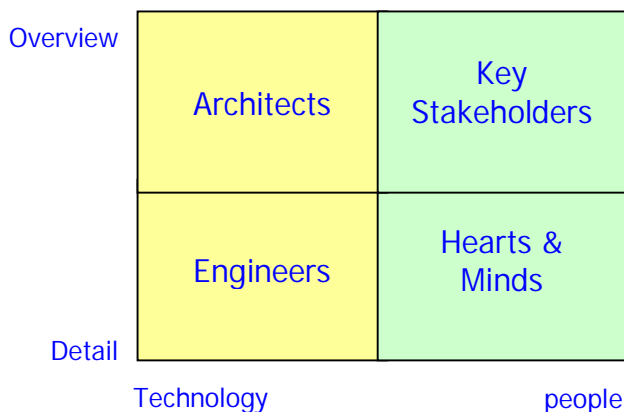 Overview
Architects
Key
Stakeholders
Engineers
Hearts &
Minds
Detail
Technology
people